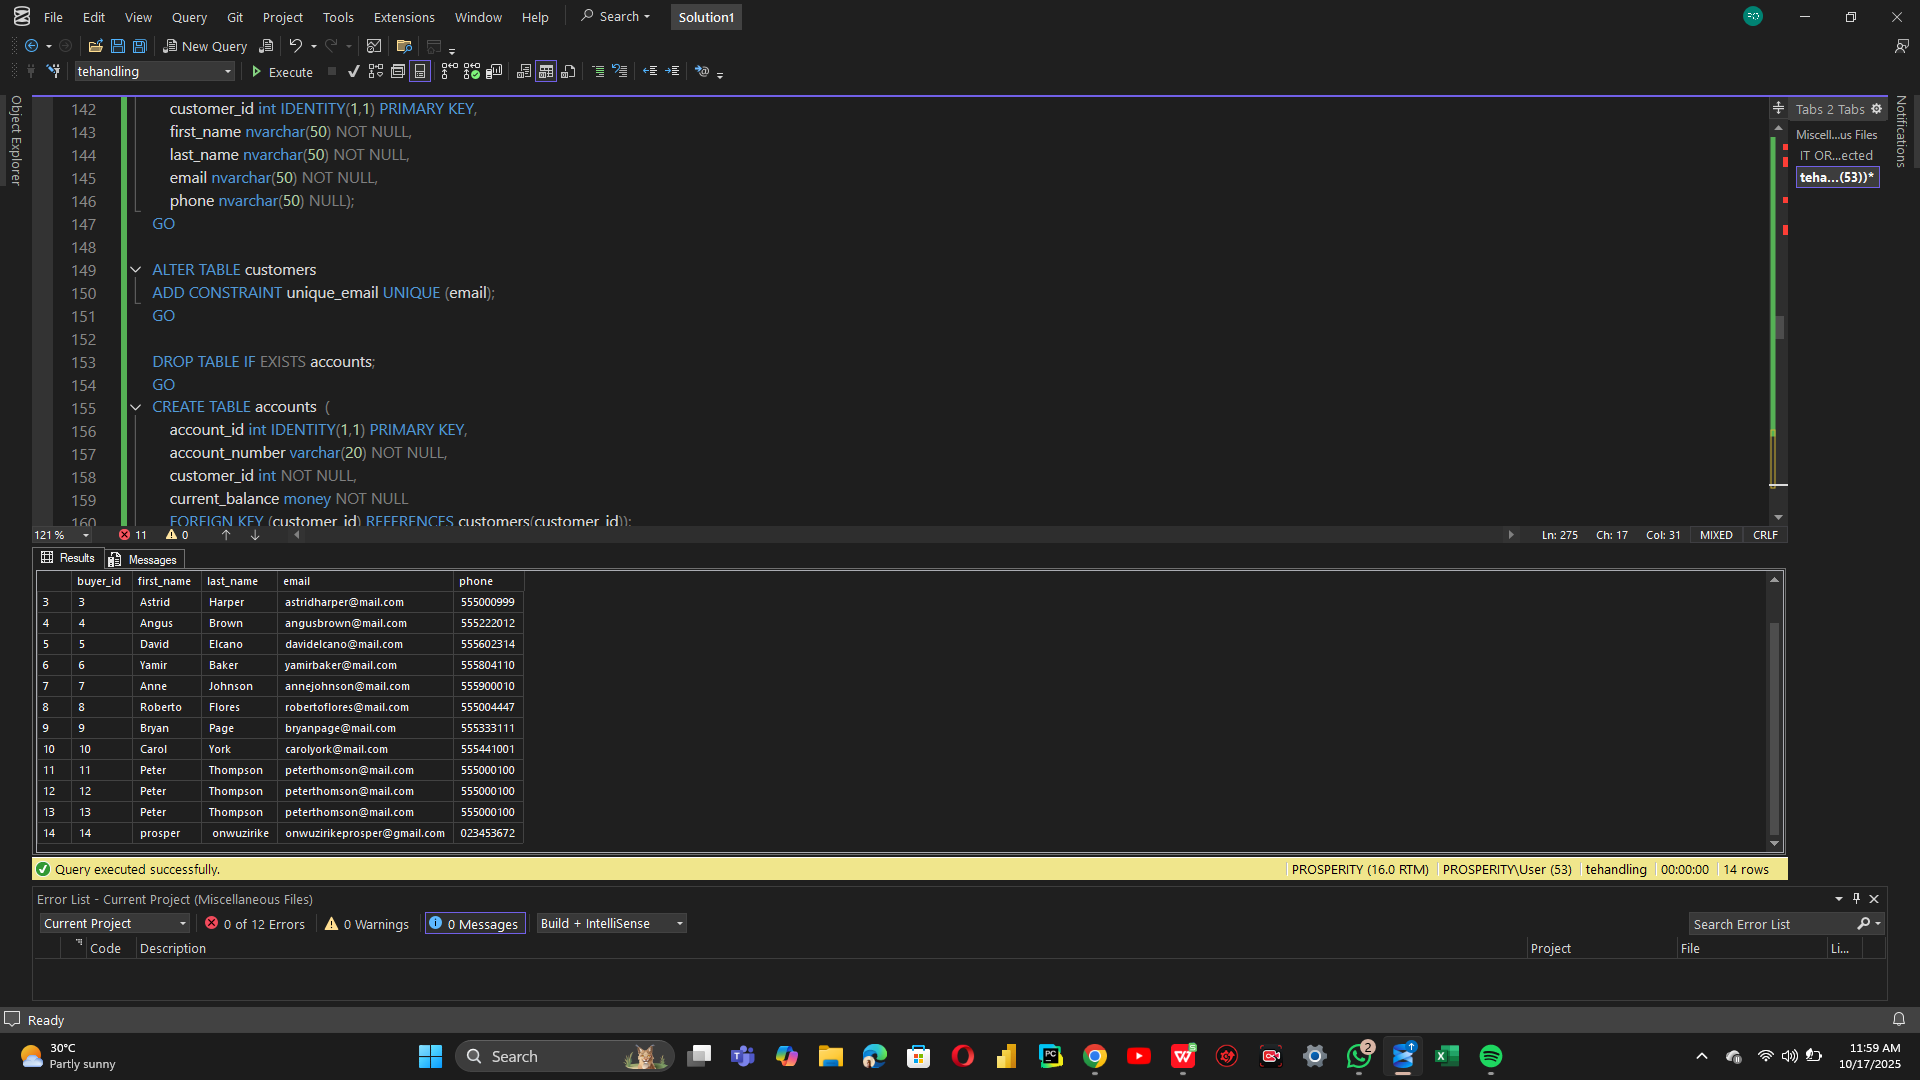 File Edit View Query Git Project Tools Extensions Window Help Search Solution1
New Query
tehandling Execute
Object Explorer
142 customer_id int IDENTITY(1,1) PRIMARY KEY,
143 first_name nvarchar(50) NOT NULL,
144 last_name nvarchar(50) NOT NULL,
145 email nvarchar(50) NOT NULL,
146 phone nvarchar(50) NULL);
147 GO
148
149 ALTER TABLE customers
150 ADD CONSTRAINT unique_email UNIQUE (email);
151 GO
152
153 DROP TABLE IF EXISTS accounts;
154 GO
155 CREATE TABLE accounts (
156 account_id int IDENTITY(1,1) PRIMARY KEY,
157 account_number varchar(20) NOT NULL,
158 customer_id int NOT NULL,
159 current_balance money NOT NULL
160 FOREIGN KEY (customer_id) REFERENCES customers(customer_id));
Tabs 2 Tabs
Miscell...us Files
IT OR...ected
teha...(53))*
Notifications
121 % 11 0 Ln: 275 Ch: 17 Col: 31 MIXED CRLF
Results Messages
buyer_id first_name last_name email phone
3 3 Astrid Harper astridharper@mail.com 555000999
4 4 Angus Brown angusbrown@mail.com 555222012
5 5 David Elcano davidelcano@mail.com 555602314
6 6 Yamir Baker yamirbaker@mail.com 555804110
7 7 Anne Johnson annejohnson@mail.com 555900010
8 8 Roberto Flores robertoflores@mail.com 555004447
9 9 Bryan Page bryanpage@mail.com 555333111
10 10 Carol York carolyork@mail.com 555441001
11 11 Peter Thompson peterthomson@mail.com 555000100
12 12 Peter Thompson peterthomson@mail.com 555000100
13 13 Peter Thompson peterthomson@mail.com 555000100
14 14 prosper onwuzirike onwuzirikeprosper@gmail.com 023453672
Query executed successfully. PROSPERITY (16.0 RTM) PROSPERITY\User (53) tehandling 00:00:00 14 rows
Error List - Current Project (Miscellaneous Files)
Current Project 0 of 12 Errors 0 Warnings 0 Messages Build + IntelliSense Search Error List
Code Description Project File Li...
Ready
30°C
Partly sunny
Search
PC
2
11:59 AM
10/17/2025